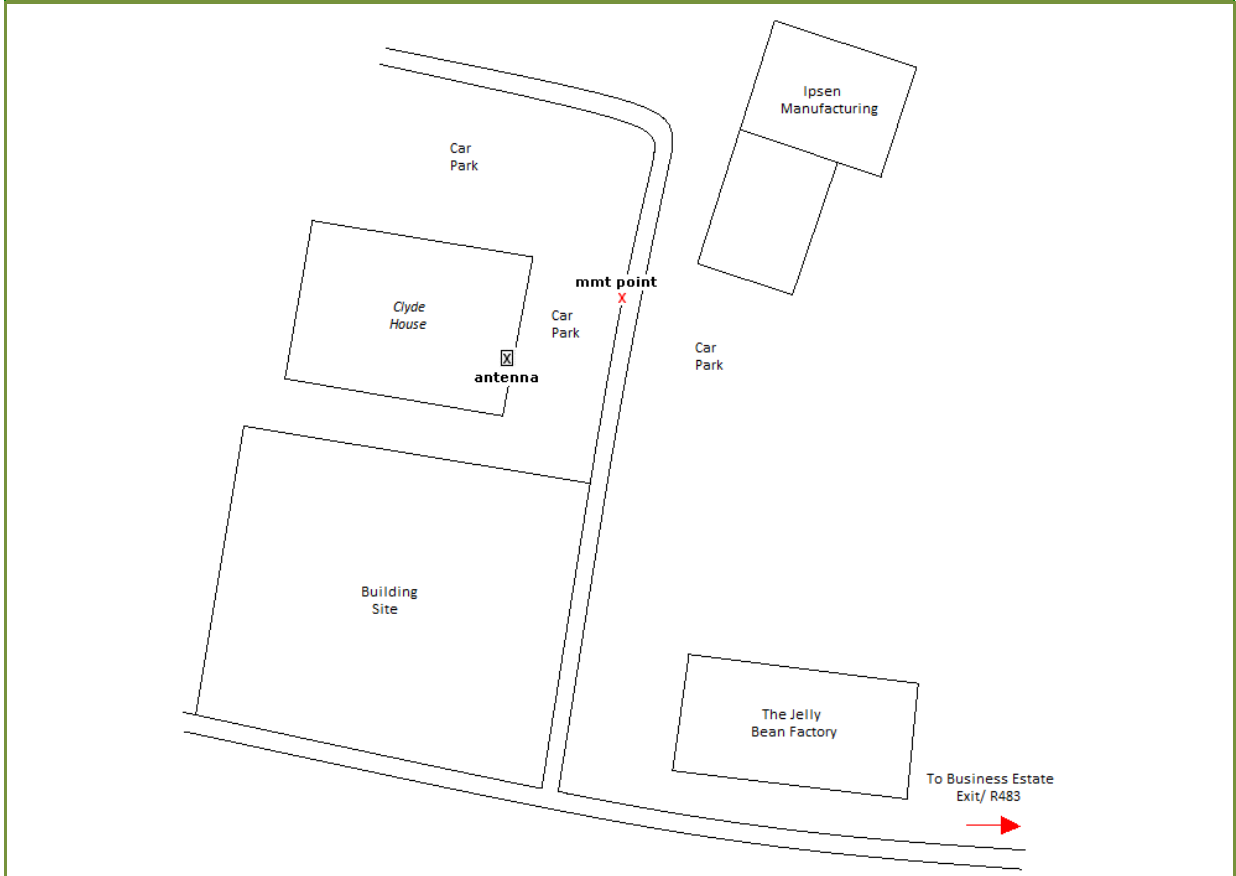 Ipsen
Manufacturing
Car
Park
mmt point
X
Clyde
House
Car
Park
Car
Park
X
antenna
Building
Site
The Jelly
Bean Factory
To Business Estate
Exit/ R483